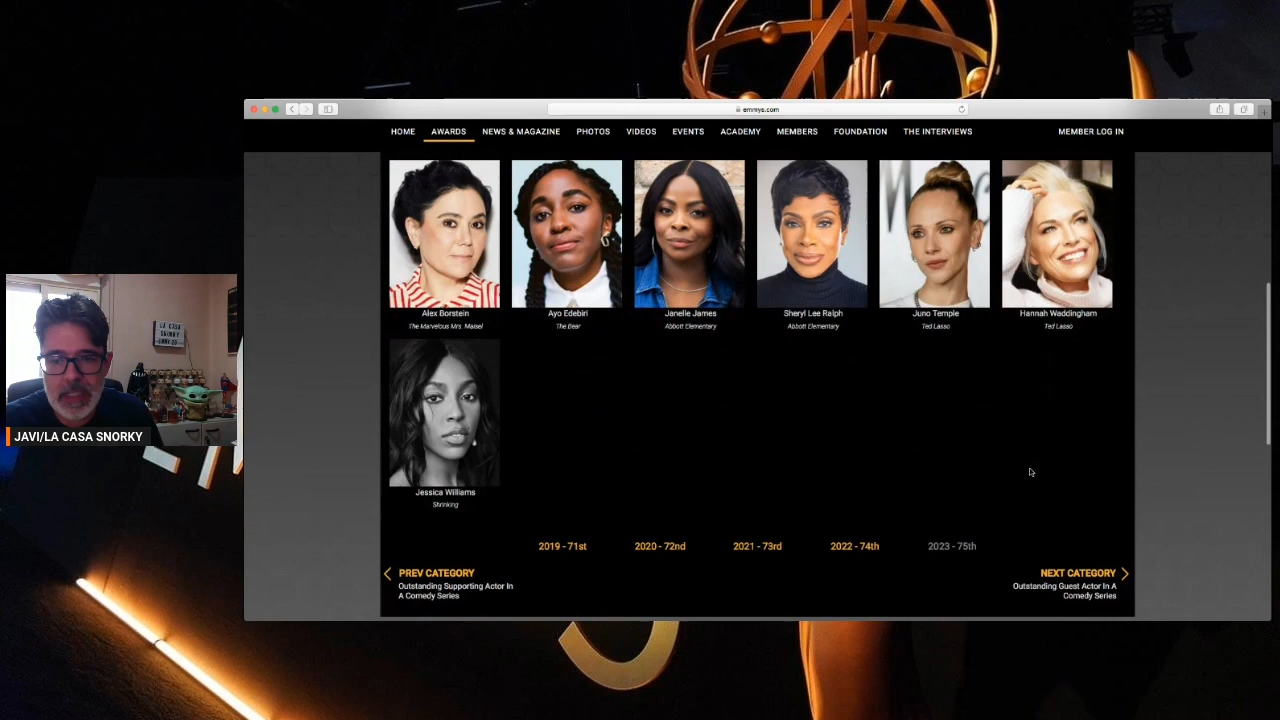 emmys.com
HOME AWARDS NEWS & MAGAZINE PHOTOS VIDEOS EVENTS ACADEMY MEMBERS FOUNDATION THE INTERVIEWS MEMBER LOG IN
Alex Borstein
The Marvelous Mrs. Maisel
Ayo Edebiri
The Bear
Janelle James
Abbott Elementary
Sheryl Lee Ralph
Abbott Elementary
Juno Temple
Ted Lasso
Hannah Waddingham
Ted Lasso
Jessica Williams
Shrinking
2019 - 71st 2020 - 72nd 2021 - 73rd 2022 - 74th 2023 - 75th
PREV CATEGORY
Outstanding Supporting Actor In
A Comedy Series
NEXT CATEGORY
Outstanding Guest Actor In A
Comedy Series
LA CASA
SNORKY
JAVI/LA CASA SNORKY